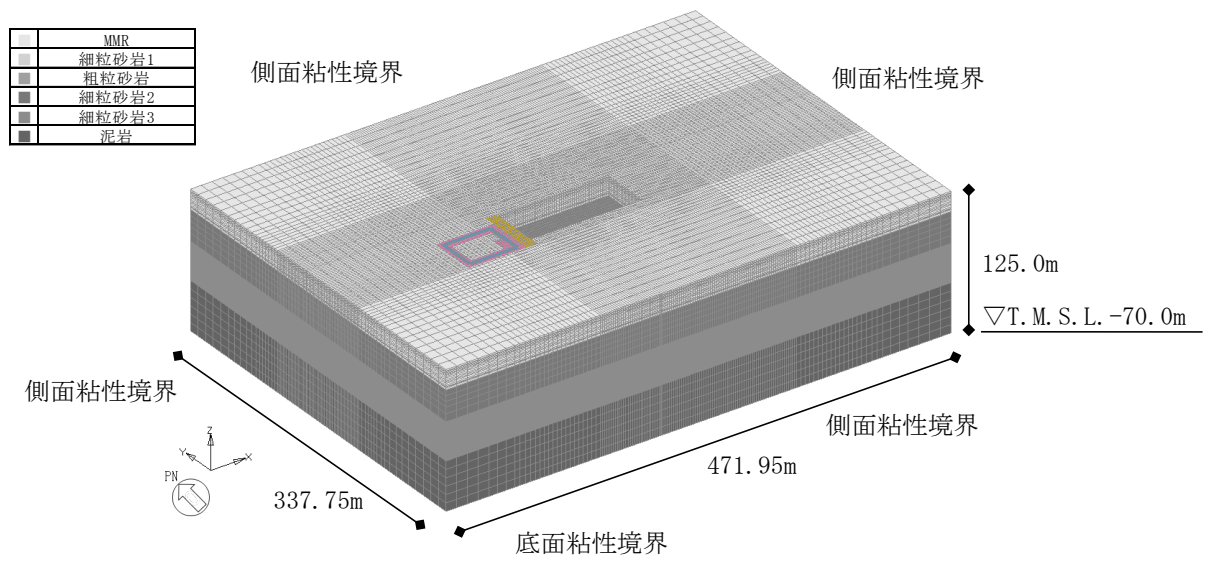 MMR
細粒砂岩1
粗粒砂岩
細粒砂岩2
細粒砂岩3
泥岩
側面粘性境界
側面粘性境界
125.0m
▽T.M.S.L.-70.0m
側面粘性境界
側面粘性境界
471.95m
337.75m
底面粘性境界
Z
Y
X
PN